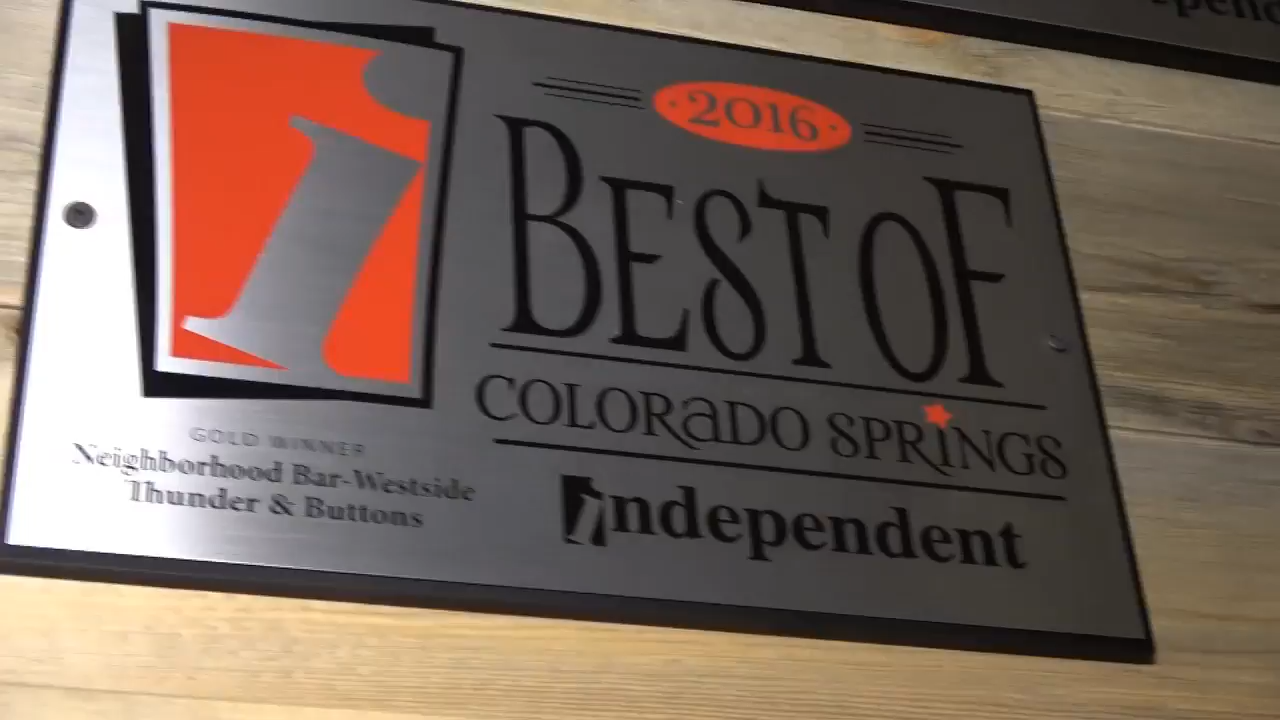 2016
BEST OF
COLORADO SPRINGS
Independent
GOLD WINNER
Neighborhood Bar-Westside
Thunder & Buttons